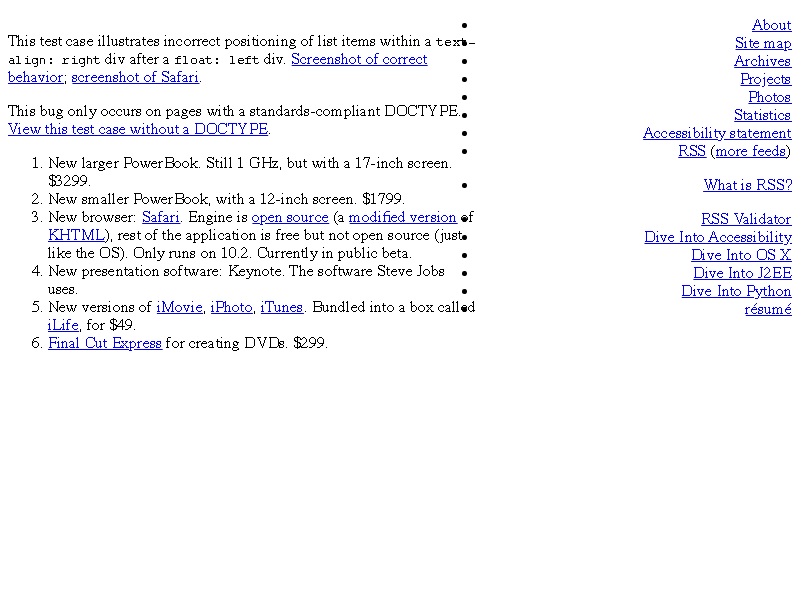 This test case illustrates incorrect positioning of list items within a text-
align: right div after a float: left div. Screenshot of correct
behavior; screenshot of Safari.
This bug only occurs on pages with a standards-compliant DOCTYPE.
View this test case without a DOCTYPE.
1. New larger PowerBook. Still 1 GHz, but with a 17-inch screen.
$3299.
2. New smaller PowerBook, with a 12-inch screen. $1799.
3. New browser: Safari. Engine is open source (a modified version of
KHTML), rest of the application is free but not open source (just
like the OS). Only runs on 10.2. Currently in public beta.
4. New presentation software: Keynote. The software Steve Jobs
uses.
5. New versions of iMovie, iPhoto, iTunes. Bundled into a box called
iLife, for $49.
6. Final Cut Express for creating DVDs. $299.
About
Site map
Archives
Projects
Photos
Statistics
Accessibility statement
RSS (more feeds)
What is RSS?
RSS Validator
Dive Into Accessibility
Dive Into OS X
Dive Into J2EE
Dive Into Python
résumé